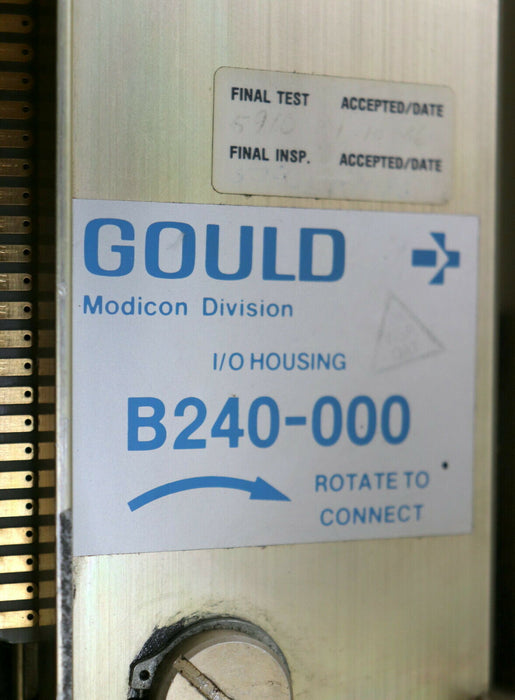 FINAL TEST ACCEPTED/DATE
FINAL INSP. ACCEPTED/DATE
GOULD
Modicon Division
I/O HOUSING
B240-000
ROTATE TO
CONNECT